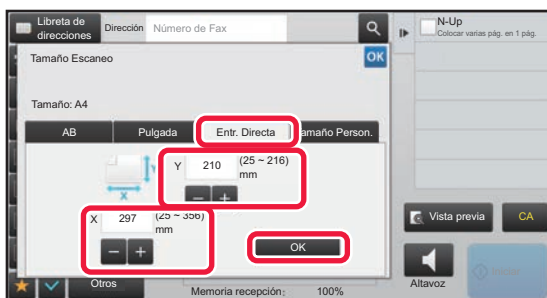 Libreta de direcciones
Dirección
Número de Fax
N-Up
Colocar varias pág. en 1 pág.
Tamaño Escaneo
OK
Tamaño: A4
AB
Pulgada
Entr. Directa
amaño Person.
Y 210 (25 ~ 216) mm
X 297 (25 ~ 356) mm
OK
Vista previa
CA
Otros
Memoria recepción: 100%
Altavoz